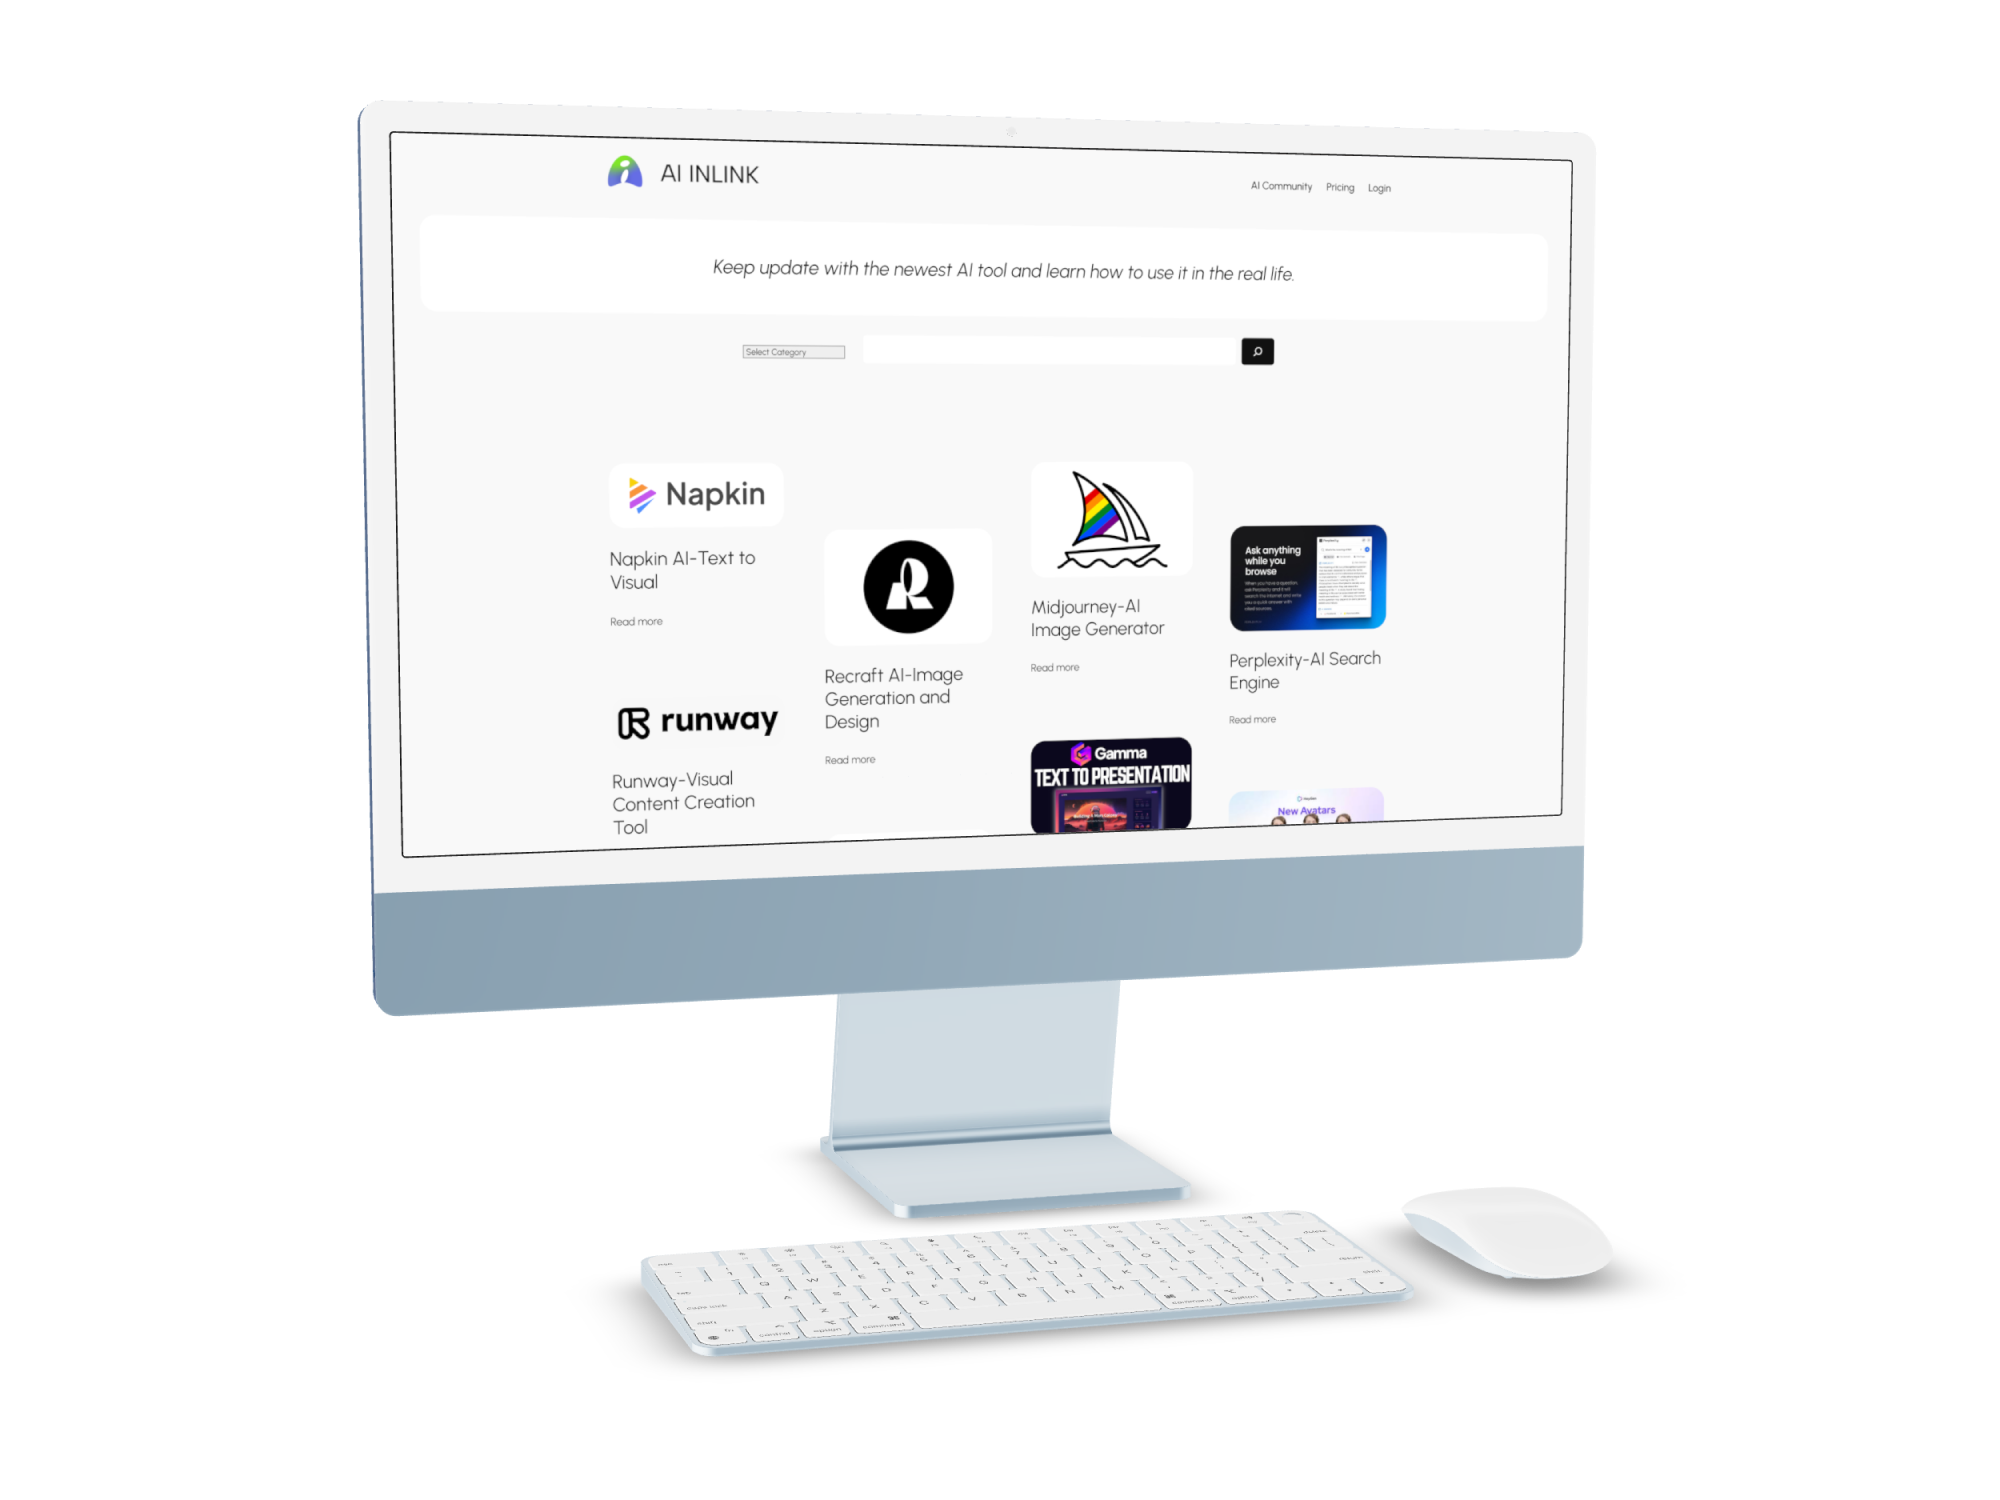 AI INLINK
AI Community Pricing Login
Keep update with the newest AI tool and learn how to use it in the real life.
Select Category
Napkin
Napkin AI-Text to
Visual
Read more
runway
Runway-Visual
Content Creation
Tool
Recraft AI-Image
Generation and
Design
Read more
Midjourney-AI
Image Generator
Read more
Gamma
TEXT TO PRESENTATION
Ask anything
while you
browse
Perplexity-AI Search
Engine
Read more
New Avatars
control
option
command